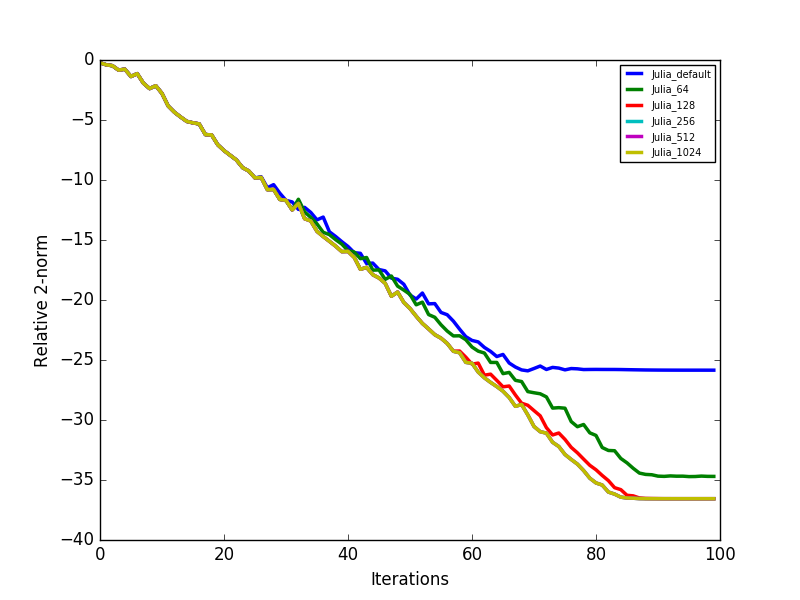 0
−5
−10
−15
−20
−25
−30
−35
−40
Relative 2-norm
0
20
40
60
80
100
Iterations
Julia_default
Julia_64
Julia_128
Julia_256
Julia_512
Julia_1024